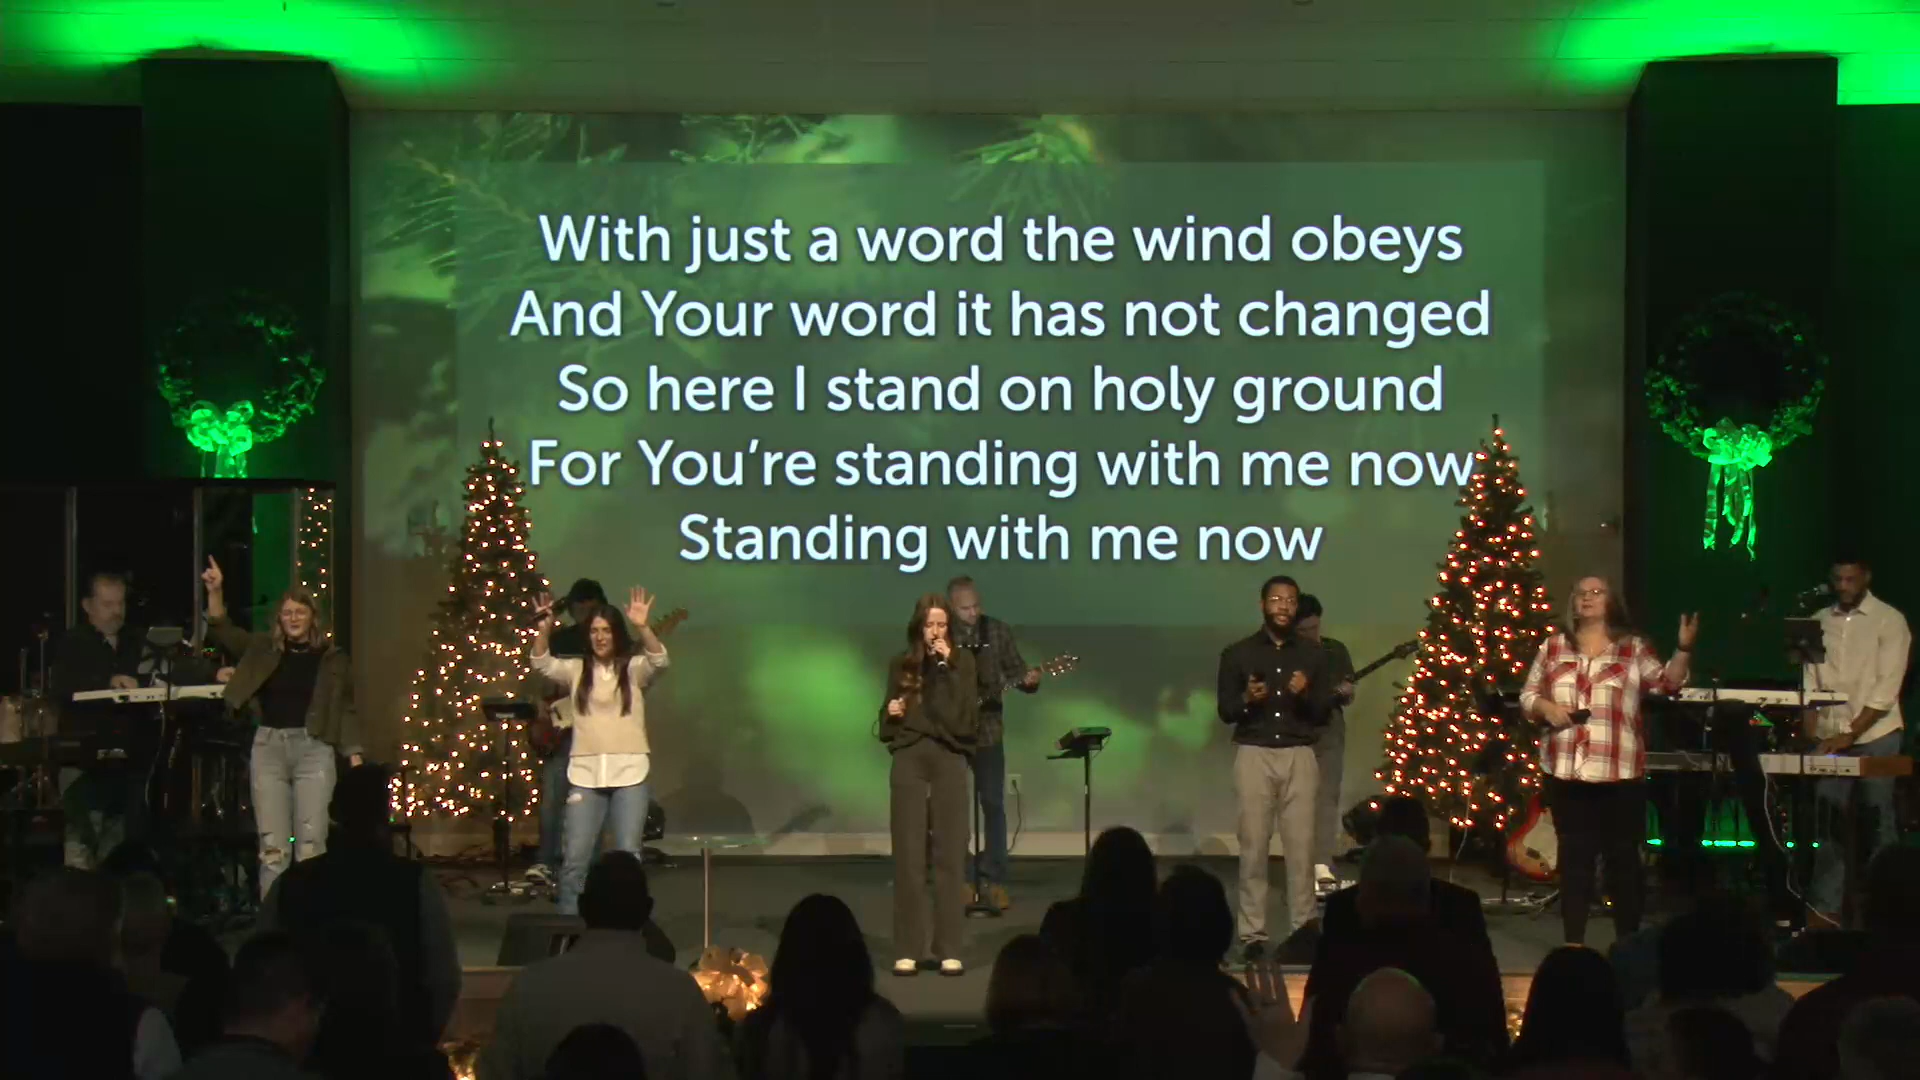 With just a word the wind obeys
And Your word it has not changed
So here I stand on holy ground
For You're standing with me now
Standing with me now